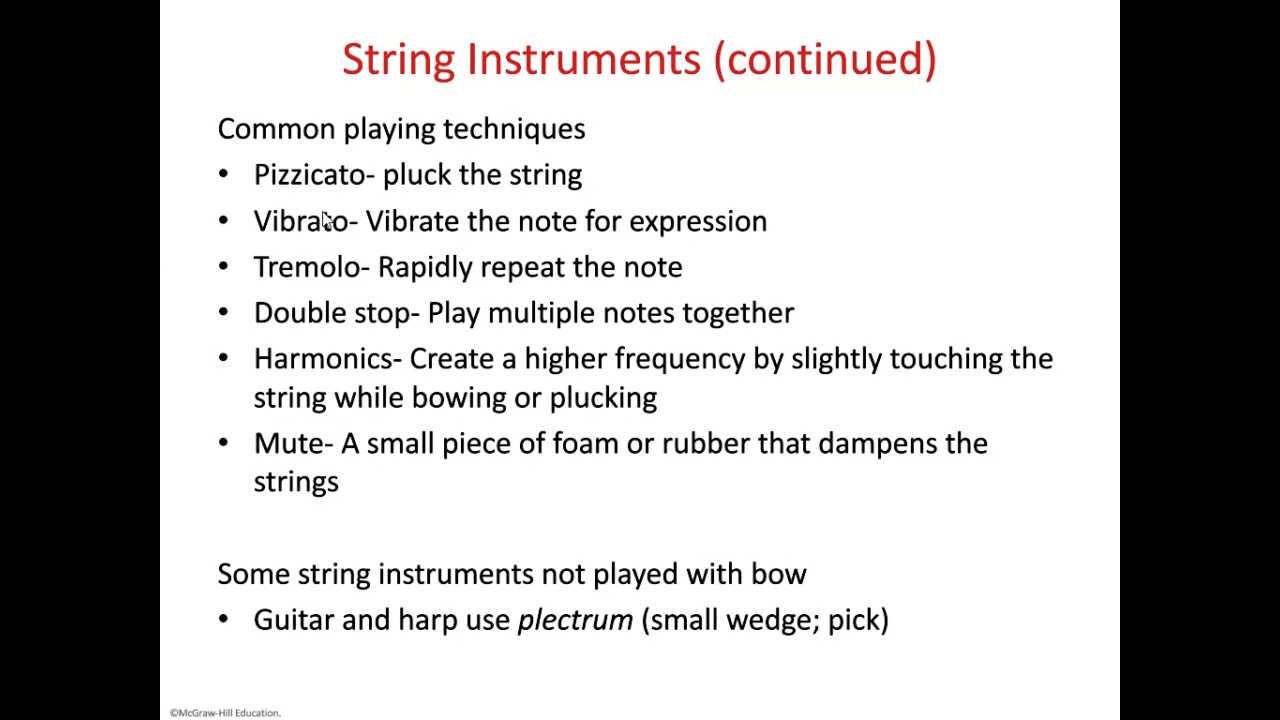 String Instruments (continued)
Common playing techniques
• Pizzicato- pluck the string
• Vibrato- Vibrate the note for expression
• Tremolo- Rapidly repeat the note
• Double stop- Play multiple notes together
• Harmonics- Create a higher frequency by slightly touching the
string while bowing or plucking
• Mute- A small piece of foam or rubber that dampens the
strings
Some string instruments not played with bow
• Guitar and harp use plectrum (small wedge; pick)
©McGraw-Hill Education.